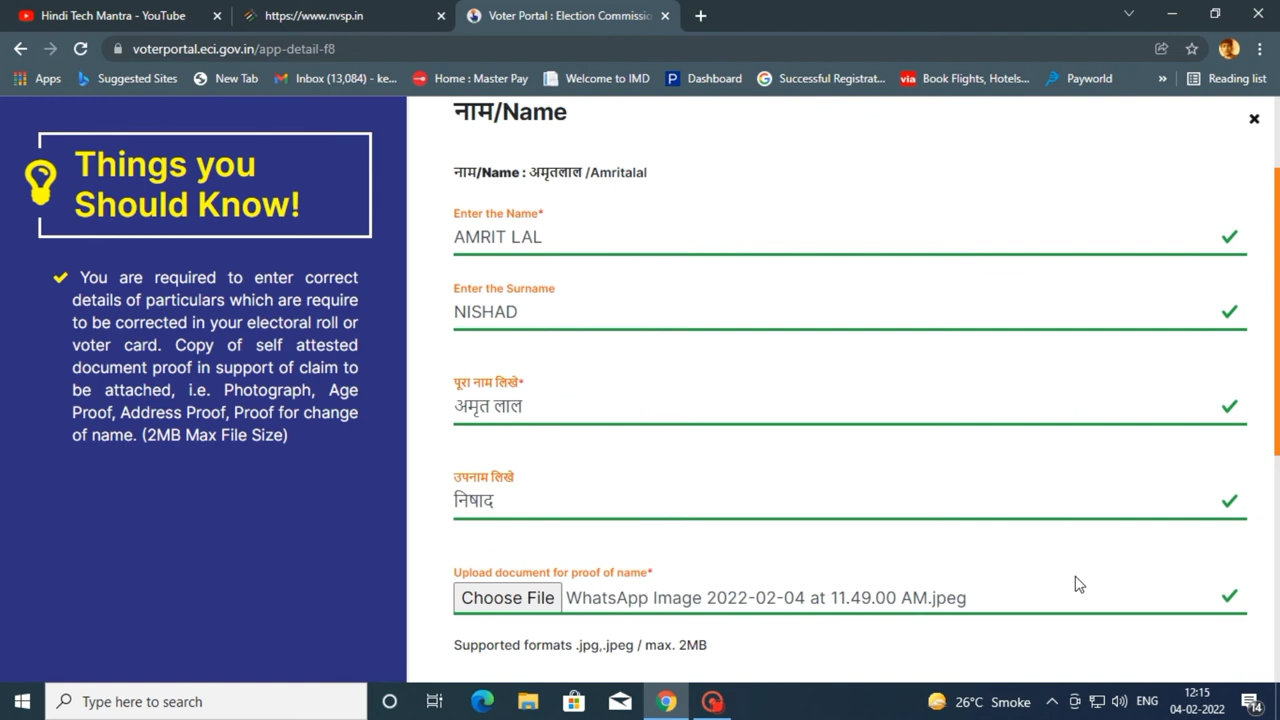 Hindi Tech Mantra - YouTube
https://www.nvsp.in
Voter Portal : Election Commissio
voterportal.eci.gov.in/app-detail-f8
Apps
Suggested Sites
New Tab
Inbox (13,084) - ke...
Home : Master Pay
Welcome to IMD
P Dashboard
Successful Registrat...
via Book Flights, Hotels...
Payworld
»
Reading list
Things you
Should Know!
You are required to enter correct
details of particulars which are require
to be corrected in your electoral roll or
voter card. Copy of self attested
document proof in support of claim to
be attached, i.e. Photograph, Age
Proof, Address Proof, Proof for change
of name. (2MB Max File Size)
नाम/Name
नाम/Name : अमृतलाल /Amritalal
Enter the Name*
AMRIT LAL
Enter the Surname
NISHAD
पूरा नाम लिखे*
अमृत लाल
उपनाम लिखे
निषाद
Upload document for proof of name*
Choose File WhatsApp Image 2022-02-04 at 11.49.00 AM.jpeg
Supported formats .jpg,.jpeg / max. 2MB
Type here to search
26°C Smoke
ENG
12:15
04-02-2022
14